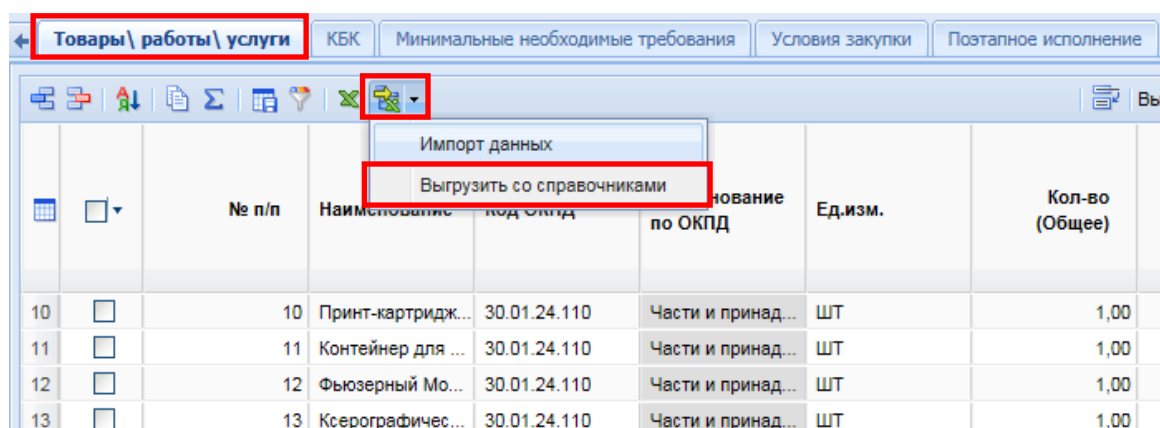 Товары\ работы\ услуги КБК Минимальные необходимые требования Условия закупки Поэтапное исполнение
Импорт данных
Выгрузить со справочниками
№ п/п Наименование Код ОКПД нование по ОКПД Ед.изм. Кол-во (Общее)
10 10 Принт-картридж... 30.01.24.110 Части и принад... ШТ 1,00
11 11 Контейнер для ... 30.01.24.110 Части и принад... ШТ 1,00
12 12 Фьюзерный Мо... 30.01.24.110 Части и принад... ШТ 1,00
13 13 Ксерографичес... 30.01.24.110 Части и принад... ШТ 1,00